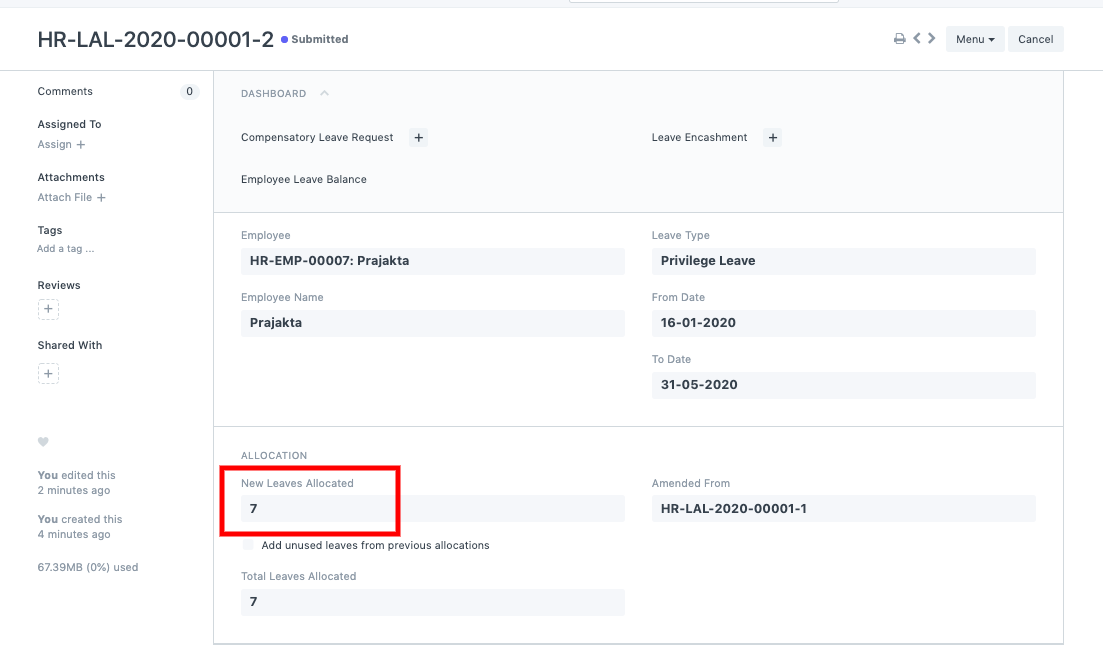 HR-LAL-2020-00001-2 Submitted
Menu Cancel
Comments 0
Assigned To
Assign +
Attachments
Attach File +
Tags
Add a tag ...
Reviews
+
Shared With
+
You edited this
2 minutes ago
You created this
4 minutes ago
67.39MB (0%) used
DASHBOARD
Compensatory Leave Request +
Leave Encashment +
Employee Leave Balance
Employee
HR-EMP-00007: Prajakta
Employee Name
Prajakta
Leave Type
Privilege Leave
From Date
16-01-2020
To Date
31-05-2020
ALLOCATION
New Leaves Allocated
7
Add unused leaves from previous allocations
Total Leaves Allocated
7
Amended From
HR-LAL-2020-00001-1